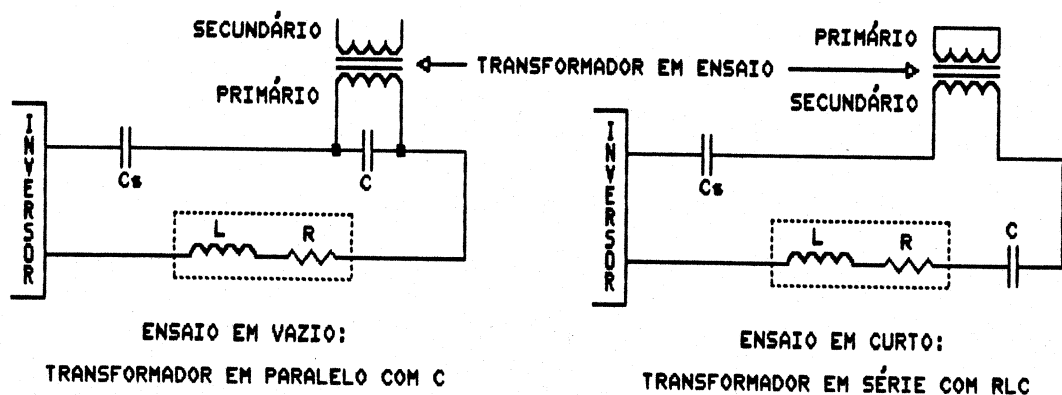 SECUNDÁRIO
PRIMÁRIO
TRANSFORMADOR EM ENSAIO
PRIMÁRIO
SECUNDÁRIO
INVERSOR
Cs
C
L
R
INVERSOR
Cs
L
R
C
ENSAIO EM VAZIO:
TRANSFORMADOR EM PARALELO COM C
ENSAIO EM CURTO:
TRANSFORMADOR EM SÉRIE COM RLC